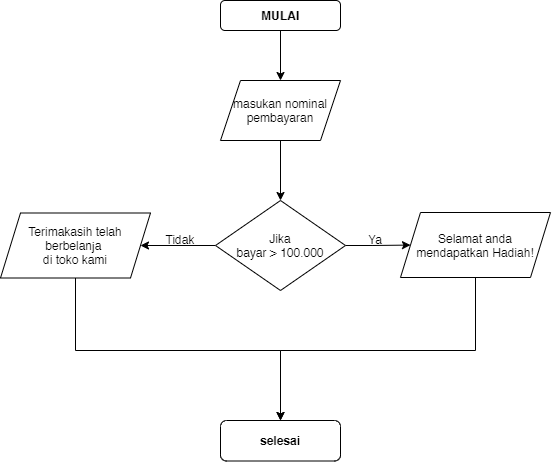 MULAI
masukan nominal
pembayaran
Jika
bayar > 100.000
Tidak
Ya
Terimakasih telah
berbelanja
di toko kami
Selamat anda
mendapatkan Hadiah!
selesai